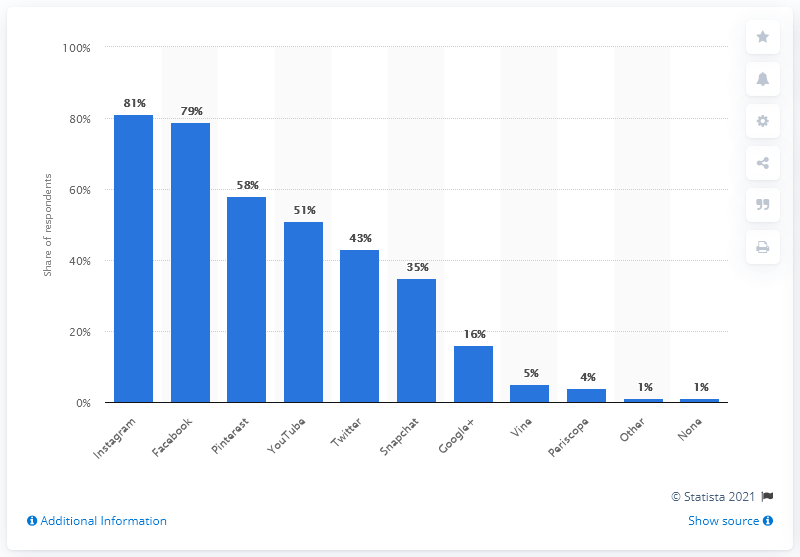 100%
80%
60%
40%
20%
0%
Share of respondents
81%
79%
58%
51%
43%
35%
16%
5%
4%
1%
1%
Instagram
Facebook
Pinterest
YouTube
Twitter
Snapchat
Google+
Vine
Periscope
Other
None
© Statista 2021
Additional Information
Show source